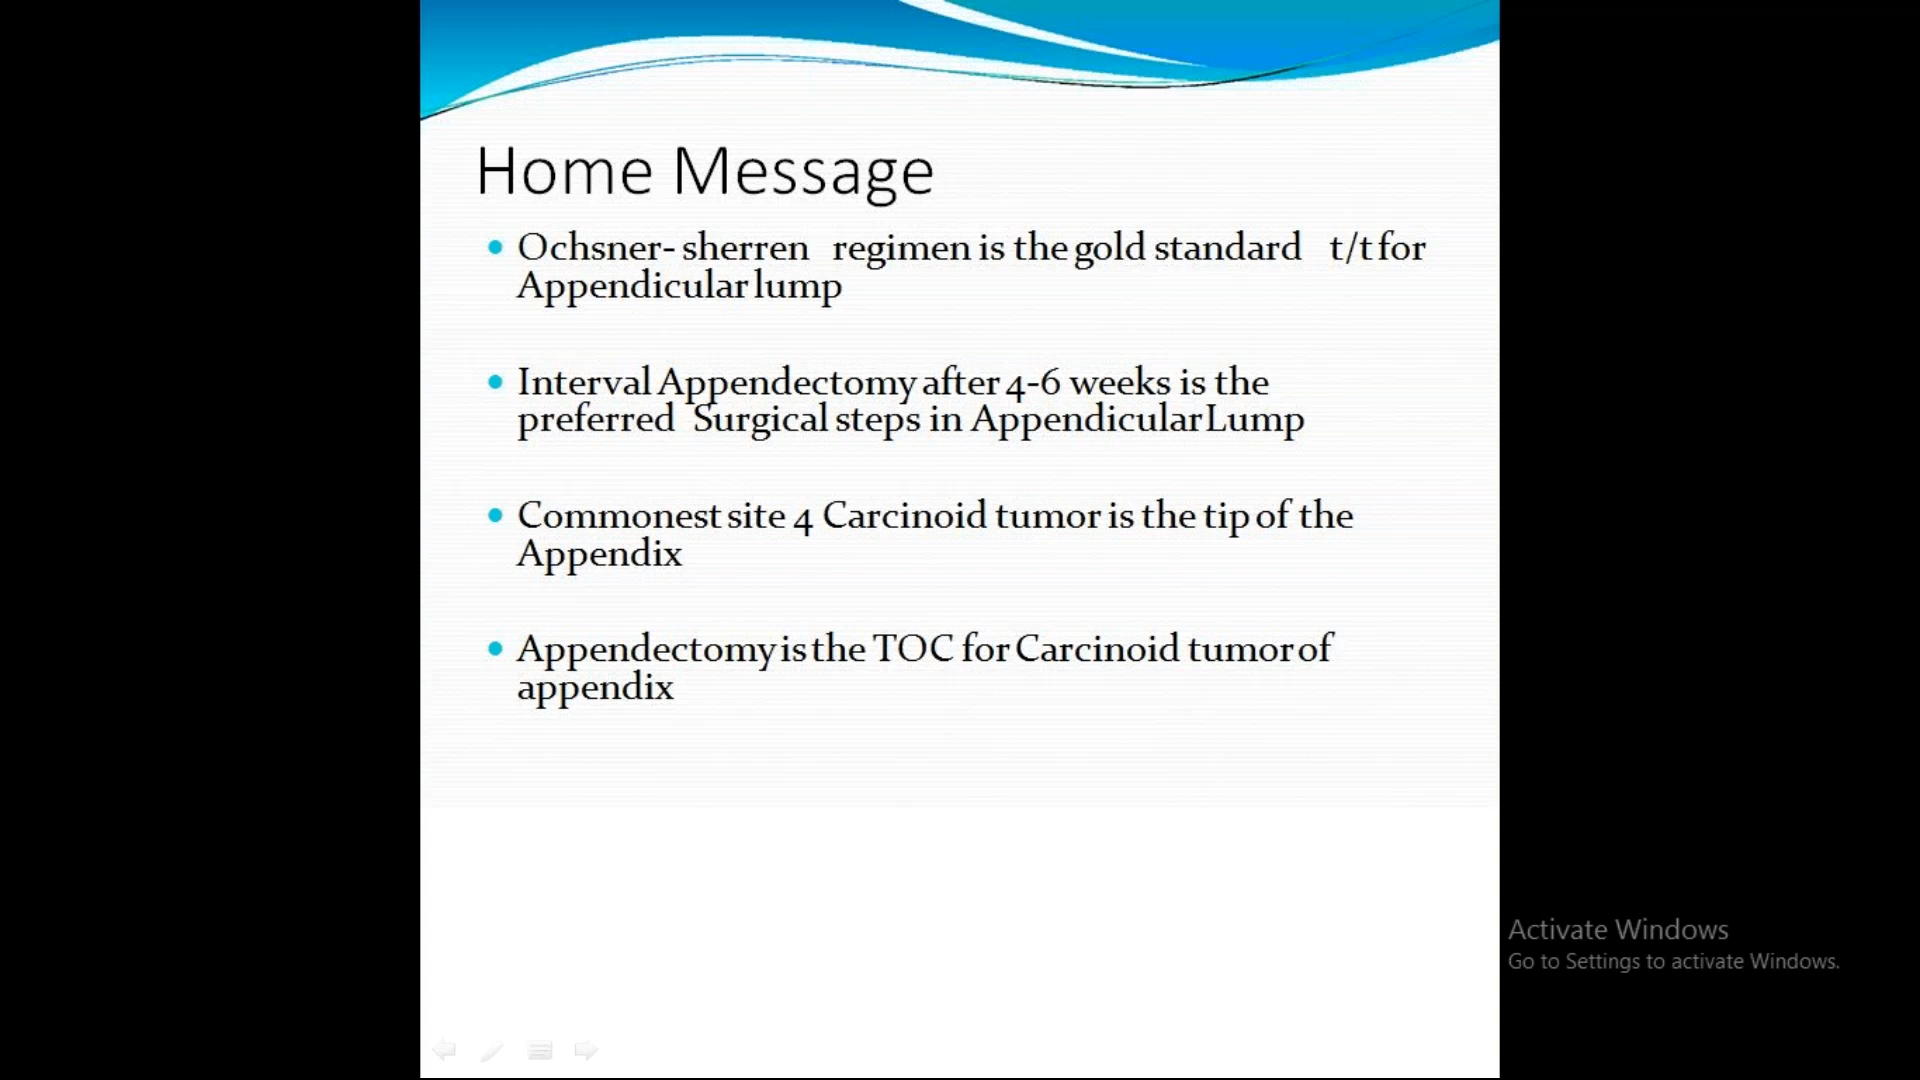 Home Message
Ochsner- sherren regimen is the gold standard t/t for
Appendicular lump
Interval Appendectomy after 4-6 weeks is the
preferred Surgical steps in Appendicular Lump
Commonest site 4 Carcinoid tumor is the tip of the
Appendix
Appendectomy is the TOC for Carcinoid tumor of
appendix
Activate Windows
Go to Settings to activate Windows.